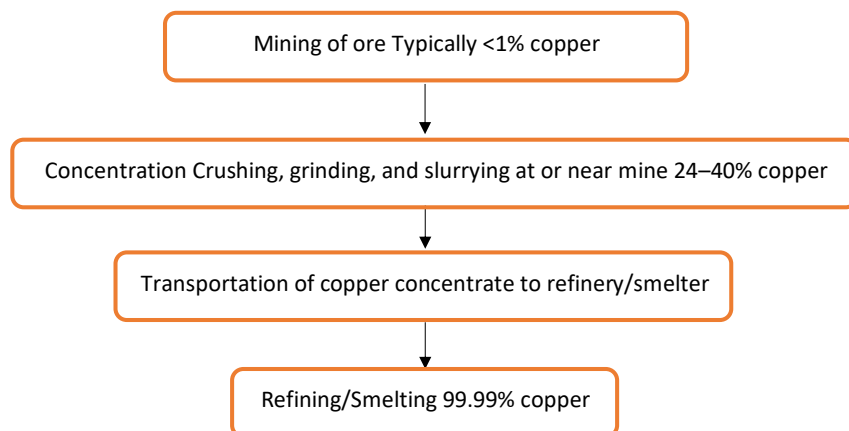 Mining of ore Typically <1% copper
Concentration Crushing, grinding, and slurrying at or near mine 24–40% copper
Transportation of copper concentrate to refinery/smelter
Refining/Smelting 99.99% copper